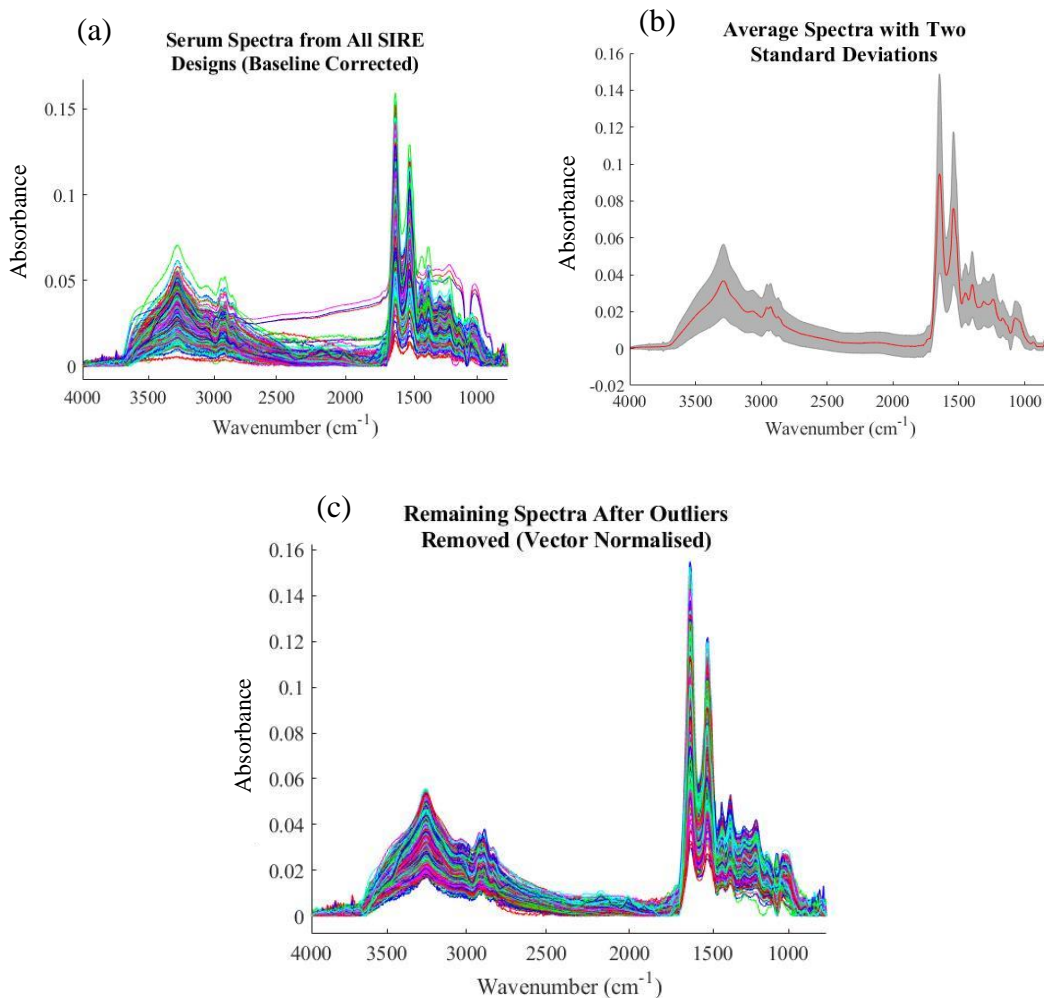 (a)
Serum Spectra from All SIRE
Designs (Baseline Corrected)
Absorbance
0.15
0.1
0.05
0
4000 3500 3000 2500 2000 1500 1000
Wavenumber (cm-1)
(b)
Average Spectra with Two
Standard Deviations
Absorbance
0.16
0.14
0.12
0.1
0.08
0.06
0.04
0.02
0
-0.02
4000 3500 3000 2500 2000 1500 1000
Wavenumber (cm-1)
(c)
Remaining Spectra After Outliers
Removed (Vector Normalised)
Absorbance
0.16
0.14
0.12
0.1
0.08
0.06
0.04
0.02
0
4000 3500 3000 2500 2000 1500 1000
Wavenumber (cm-1)